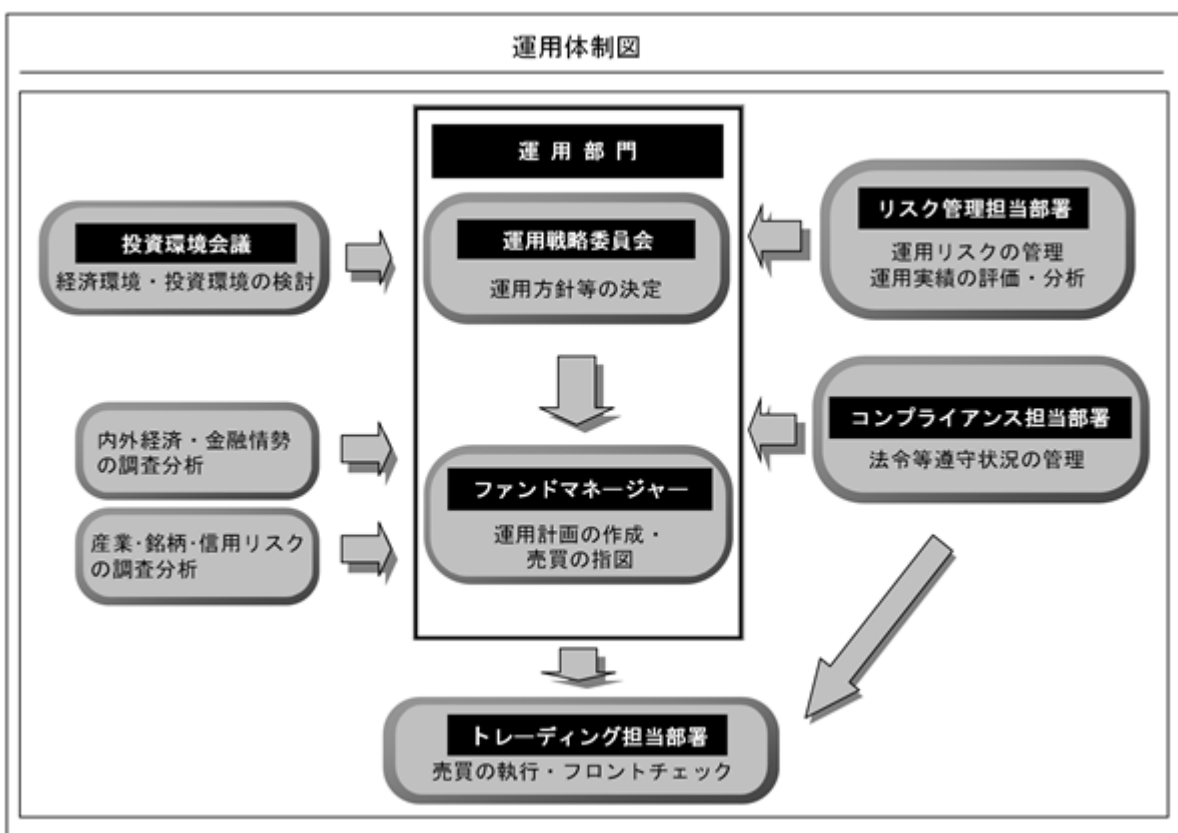 運用体制図
運用部門
投資環境会議
経済環境・投資環境の検討
運用戦略委員会
運用方針等の決定
リスク管理担当部署
運用リスクの管理
運用実績の評価・分析
内外経済・金融情勢
の調査分析
産業・銘柄・信用リスク
の調査分析
ファンドマネージャー
運用計画の作成・
売買の指図
コンプライアンス担当部署
法令等遵守状況の管理
トレーディング担当部署
売買の執行・フロントチェック